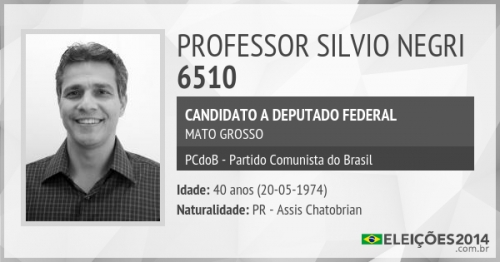 PROFESSOR SILVIO NEGRI
6510
CANDIDATO A DEPUTADO FEDERAL
MATO GROSSO
PCdoB - Partido Comunista do Brasil
Idade: 40 anos (20-05-1974)
Naturalidade: PR - Assis Chatobrian
ELEIÇÕES2014
.com.br